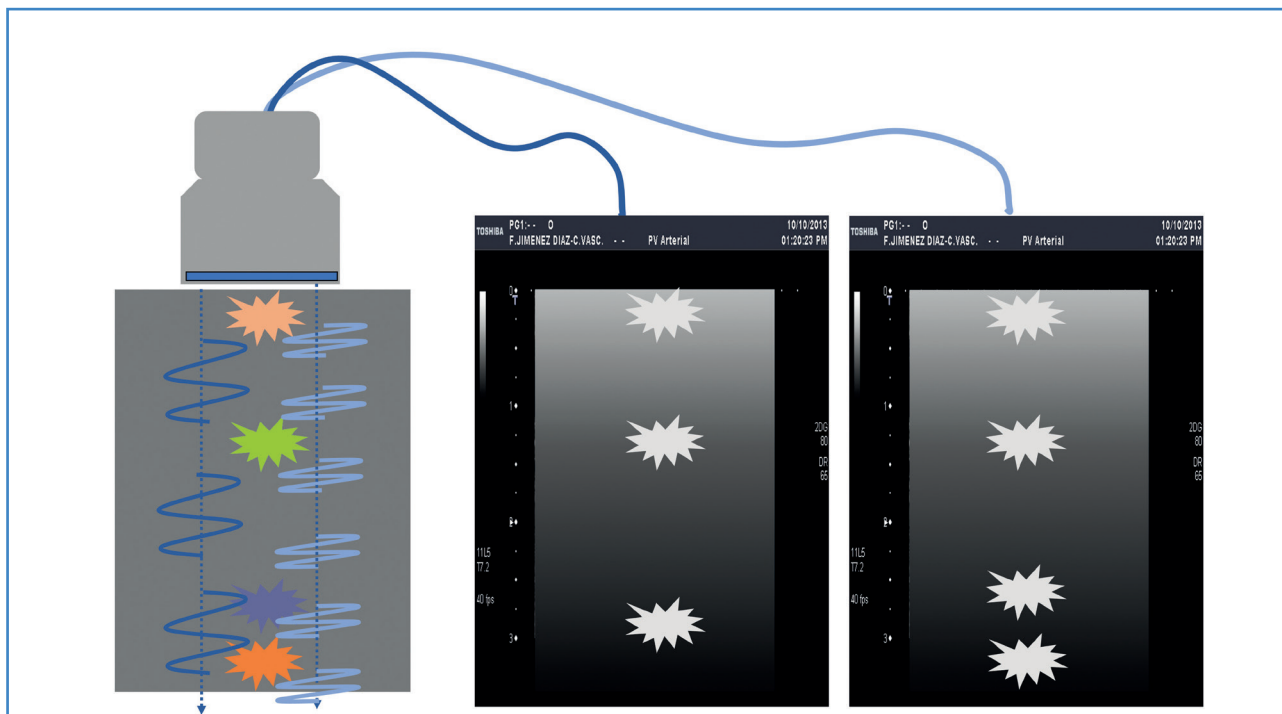 TOSHIBA
PG1:- - O
10/10/2013
F.JIMENEZ DIAZ-C.VASC. - -
PV Arterial
01:20:23 PM
0
T
1
2DG
80
DR
65
2
11L5
T7.2
40 fps
3
TOSHIBA
PG1:- - O
10/10/2013
F.JIMENEZ DIAZ-C.VASC. - -
PV Arterial
01:20:23 PM
0
T
1
2DG
80
DR
65
2
11L5
T7.2
40 fps
3